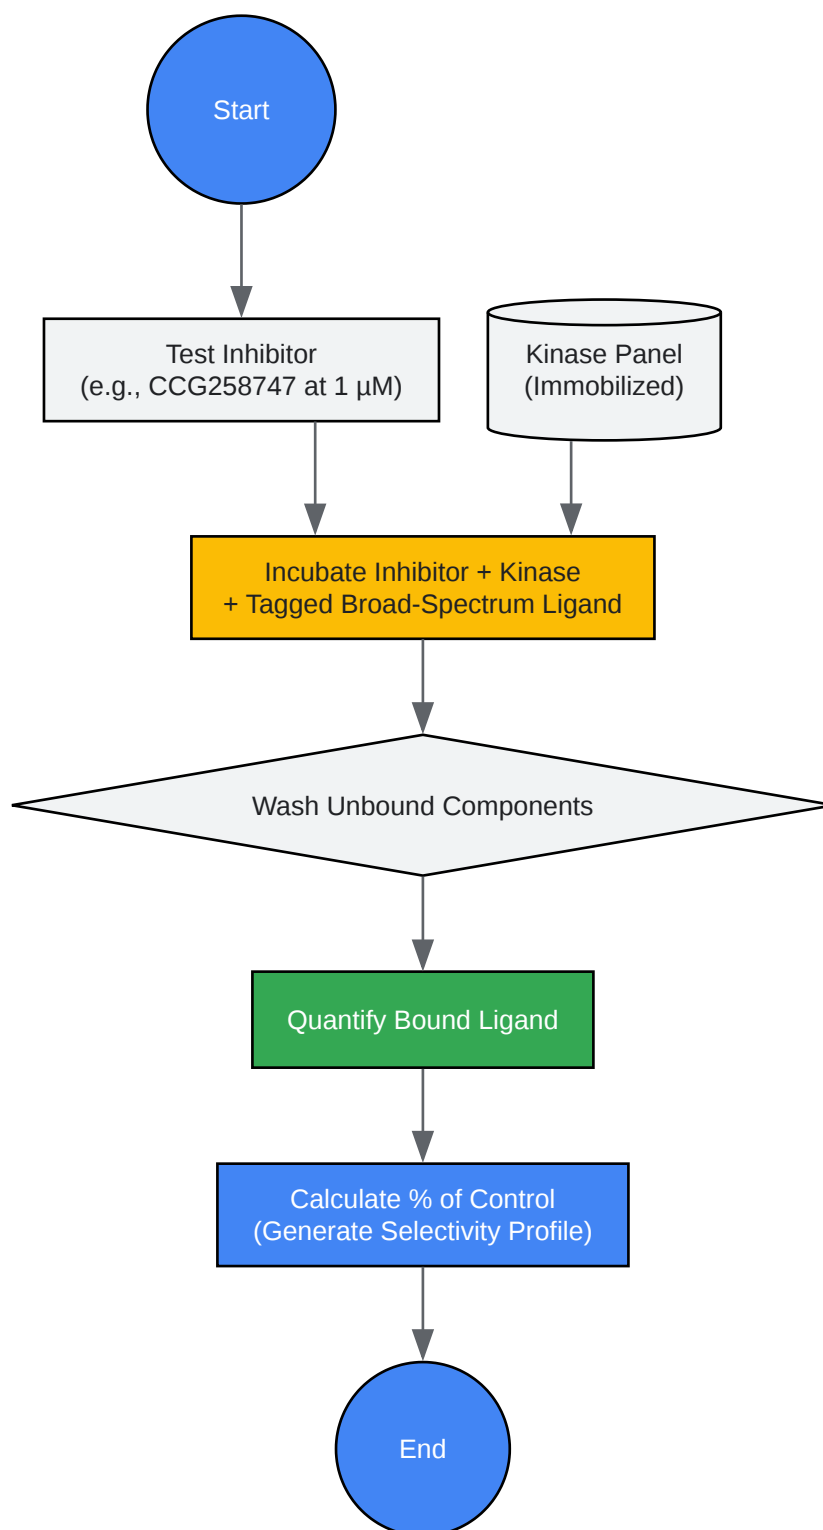 Start
Test Inhibitor
(e.g., CCG258747 at 1 µM)
Kinase Panel
(Immobilized)
Incubate Inhibitor + Kinase
+ Tagged Broad-Spectrum Ligand
Wash Unbound Components
Quantify Bound Ligand
Calculate % of Control
(Generate Selectivity Profile)
End